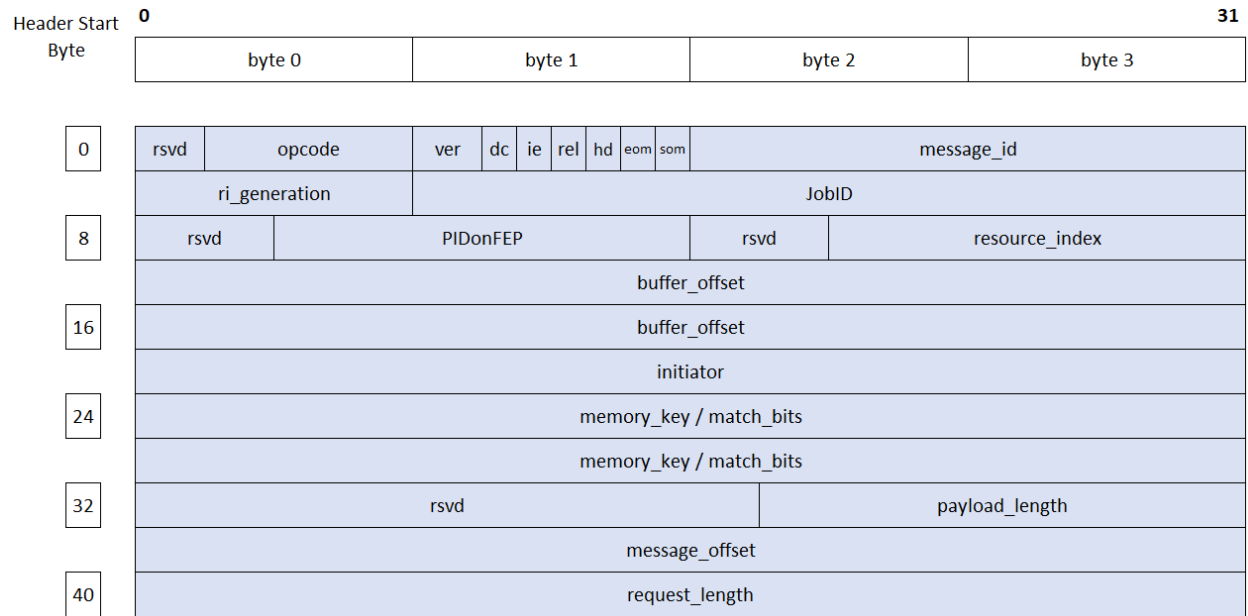 Header Start Byte
0 31
byte 0 byte 1 byte 2 byte 3
0 rsvd opcode ver dc ie rel hd eom som message_id
ri_generation JobID
8 rsvd PIDonFEP rsvd resource_index
buffer_offset
16 buffer_offset
initiator
24 memory_key / match_bits
memory_key / match_bits
32 rsvd payload_length
message_offset
40 request_length